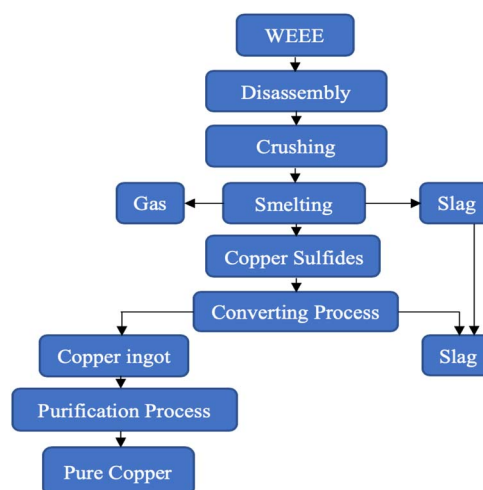 WEEE
Disassembly
Crushing
Gas
Smelting
Slag
Copper Sulfides
Converting Process
Copper ingot
Slag
Purification Process
Pure Copper